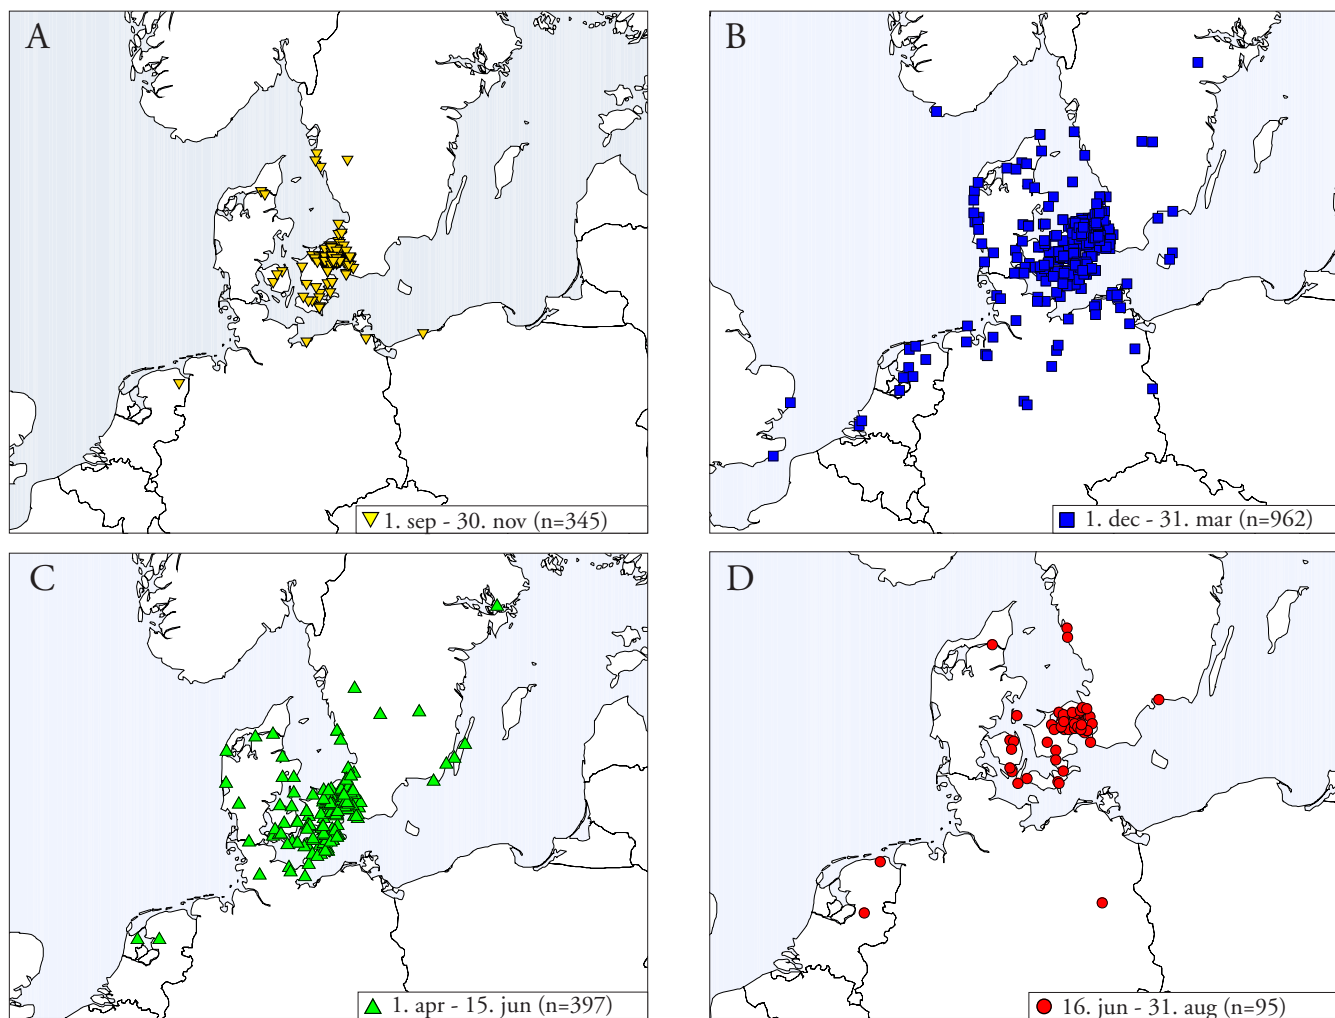 A
B
1. sep - 30. nov (n=345)
1. dec - 31. mar (n=962)
C
D
1. apr - 15. jun (n=397)
16. jun - 31. aug (n=95)